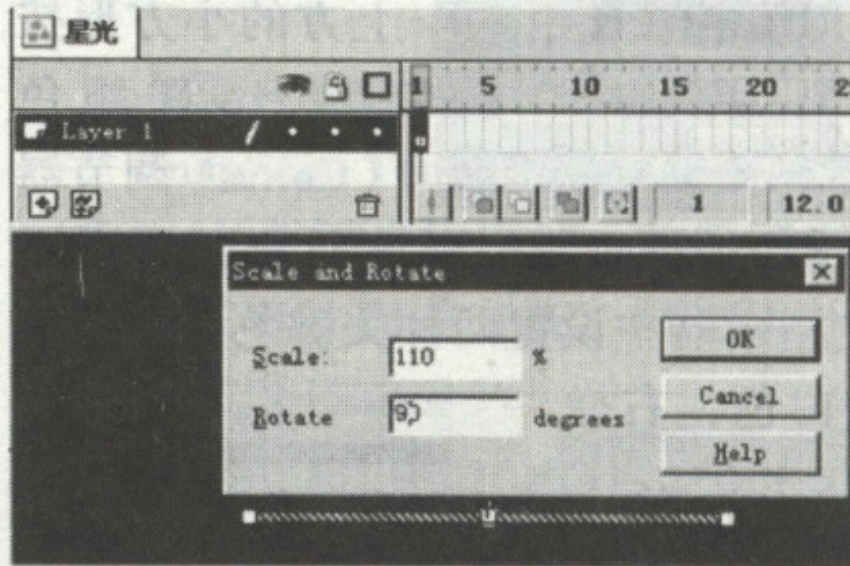 星光
1 5 10 15 20 2
Layer 1
1 12.0
Scale and Rotate
Scale: 110 %
OK
Rotate degrees
Cancel
Help